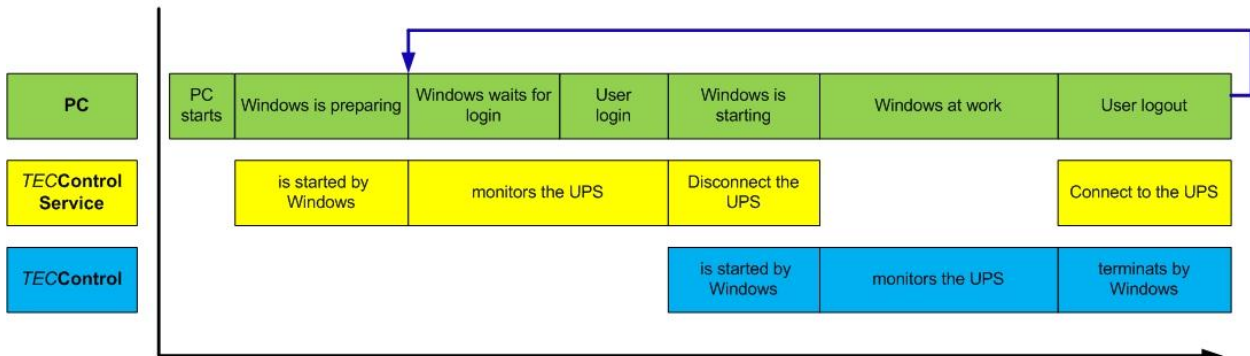 PC
PC
starts
Windows is preparing
Windows waits for
login
User
login
Windows is
starting
Windows at work
User logout
TECControl
Service
is started by
Windows
monitors the UPS
Disconnect the
UPS
Connect to the UPS
TECControl
is started by
Windows
monitors the UPS
terminats by
Windows